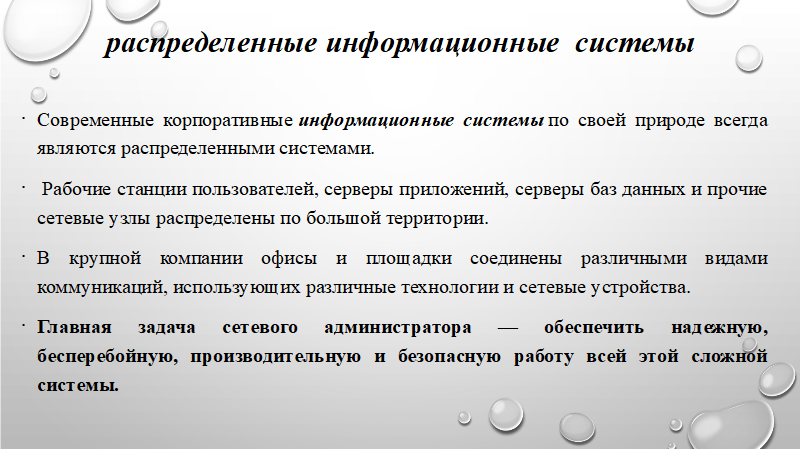 распределенные информационные системы
· Современные корпоративные информационные системы по своей природе всегда
являются распределенными системами.
· Рабочие станции пользователей, серверы приложений, серверы баз данных и прочие
сетевые узлы распределены по большой территории.
· В крупной компании офисы и площадки соединены различными видами
коммуникаций, использующих различные технологии и сетевые устройства.
· Главная задача сетевого администратора — обеспечить надежную,
бесперебойную, производительную и безопасную работу всей этой сложной
системы.